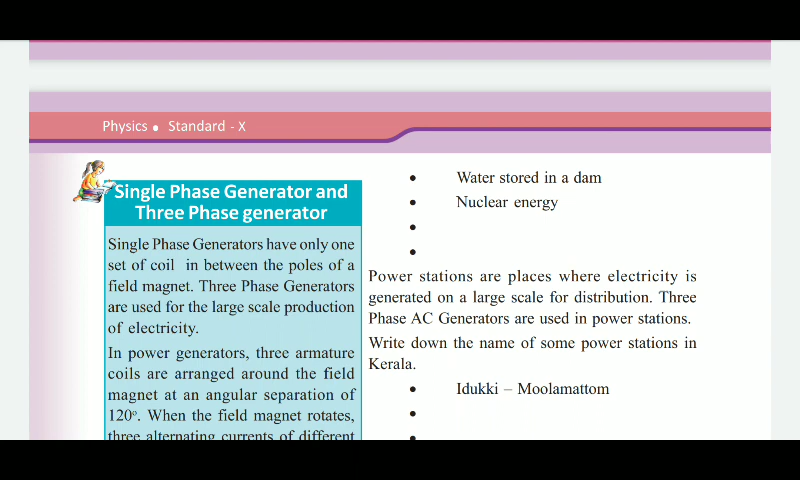 Physics • Standard - X
Single Phase Generator and
Three Phase generator
Single Phase Generators have only one
set of coil in between the poles of a
field magnet. Three Phase Generators
are used for the large scale production
of electricity.
In power generators, three armature
coils are arranged around the field
magnet at an angular separation of
120°. When the field magnet rotates,
three alternating currents of different
• Water stored in a dam
• Nuclear energy
•
•
Power stations are places where electricity is
generated on a large scale for distribution. Three
Phase AC Generators are used in power stations.
Write down the name of some power stations in
Kerala.
• Idukki – Moolamattom
•
•